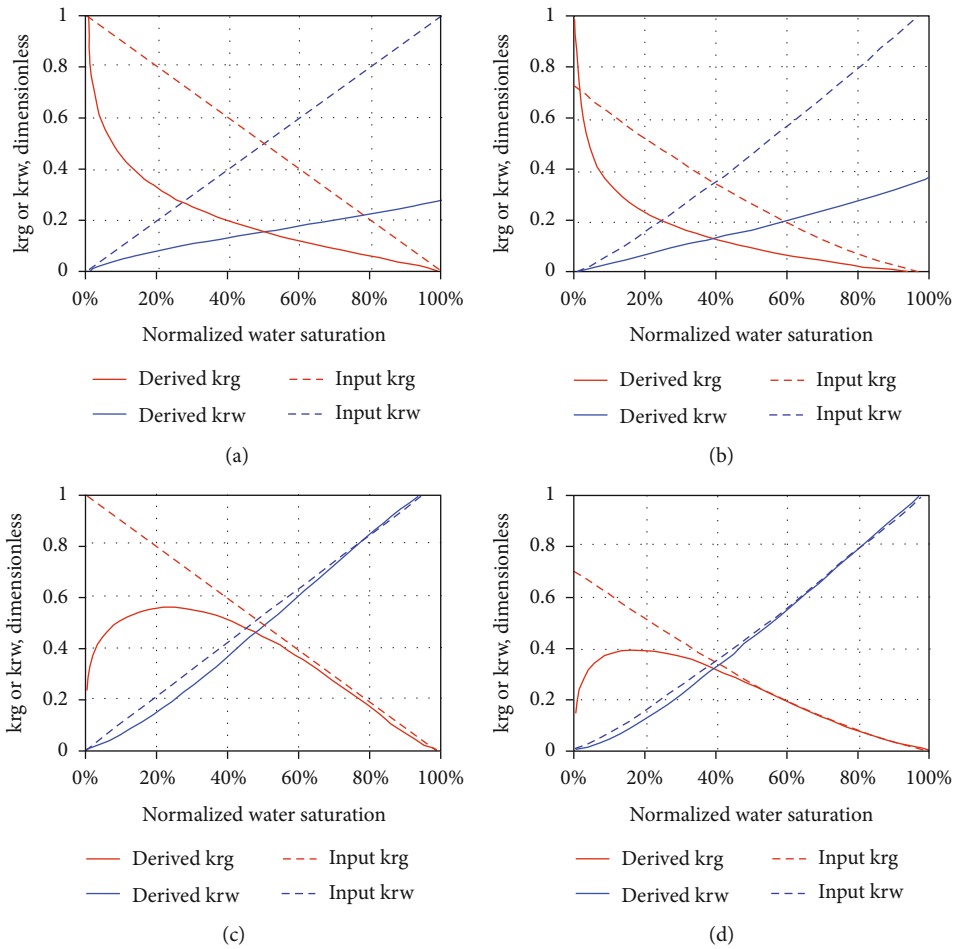 krg or krw, dimensionless
1
0.8
0.6
0.4
0.2
0
0% 20% 40% 60% 80% 100%
Normalized water saturation
Derived krg
Input krg
Derived krw
Input krw
(a)
krg or krw, dimensionless
1
0.8
0.6
0.4
0.2
0
0% 20% 40% 60% 80% 100%
Normalized water saturation
Derived krg
Input krg
Derived krw
Input krw
(b)
krg or krw, dimensionless
1
0.8
0.6
0.4
0.2
0
0% 20% 40% 60% 80% 100%
Normalized water saturation
Derived krg
Input krg
Derived krw
Input krw
(c)
krg or krw, dimensionless
1
0.8
0.6
0.4
0.2
0
0% 20% 40% 60% 80% 100%
Normalized water saturation
Derived krg
Input krg
Derived krw
Input krw
(d)